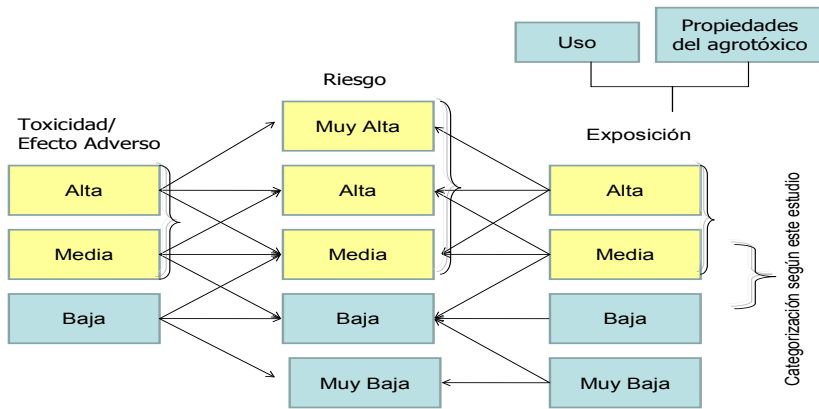 Uso
Propiedades
del agrotóxico
Riesgo
Toxicidad/
Efecto Adverso
Exposición
Muy Alta
Alta
Alta
Alta
Media
Media
Media
Baja
Baja
Baja
Muy Baja
Muy Baja
Categorización según este estudio